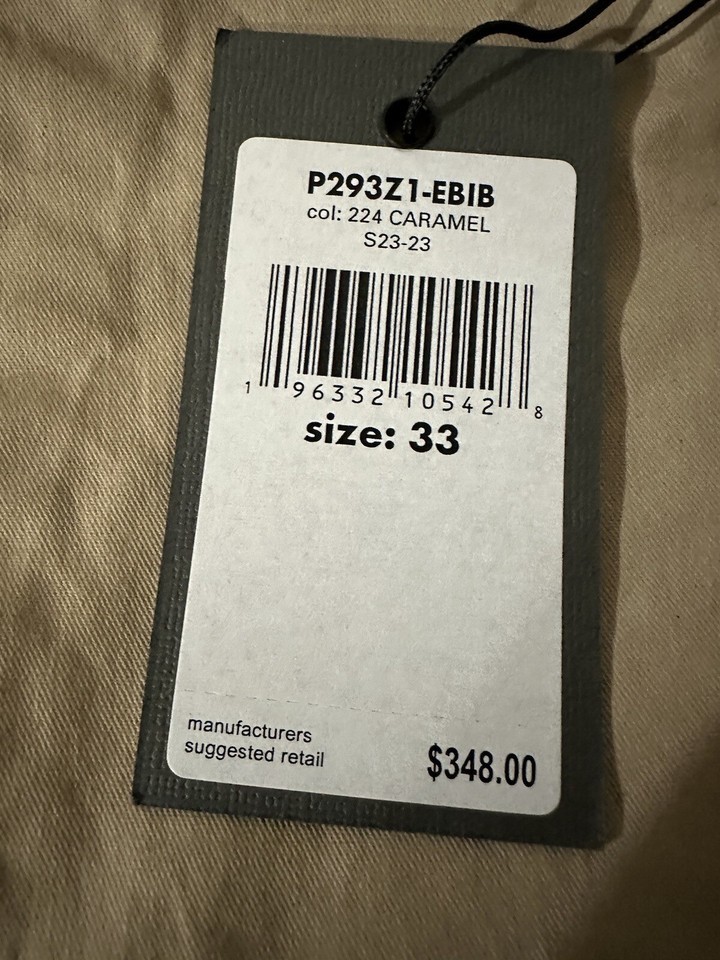 P293Z1-EBIB
col: 224 CARAMEL
S23-23
1 96332 10542 8
size: 33
manufacturers
suggested retail
$348.00